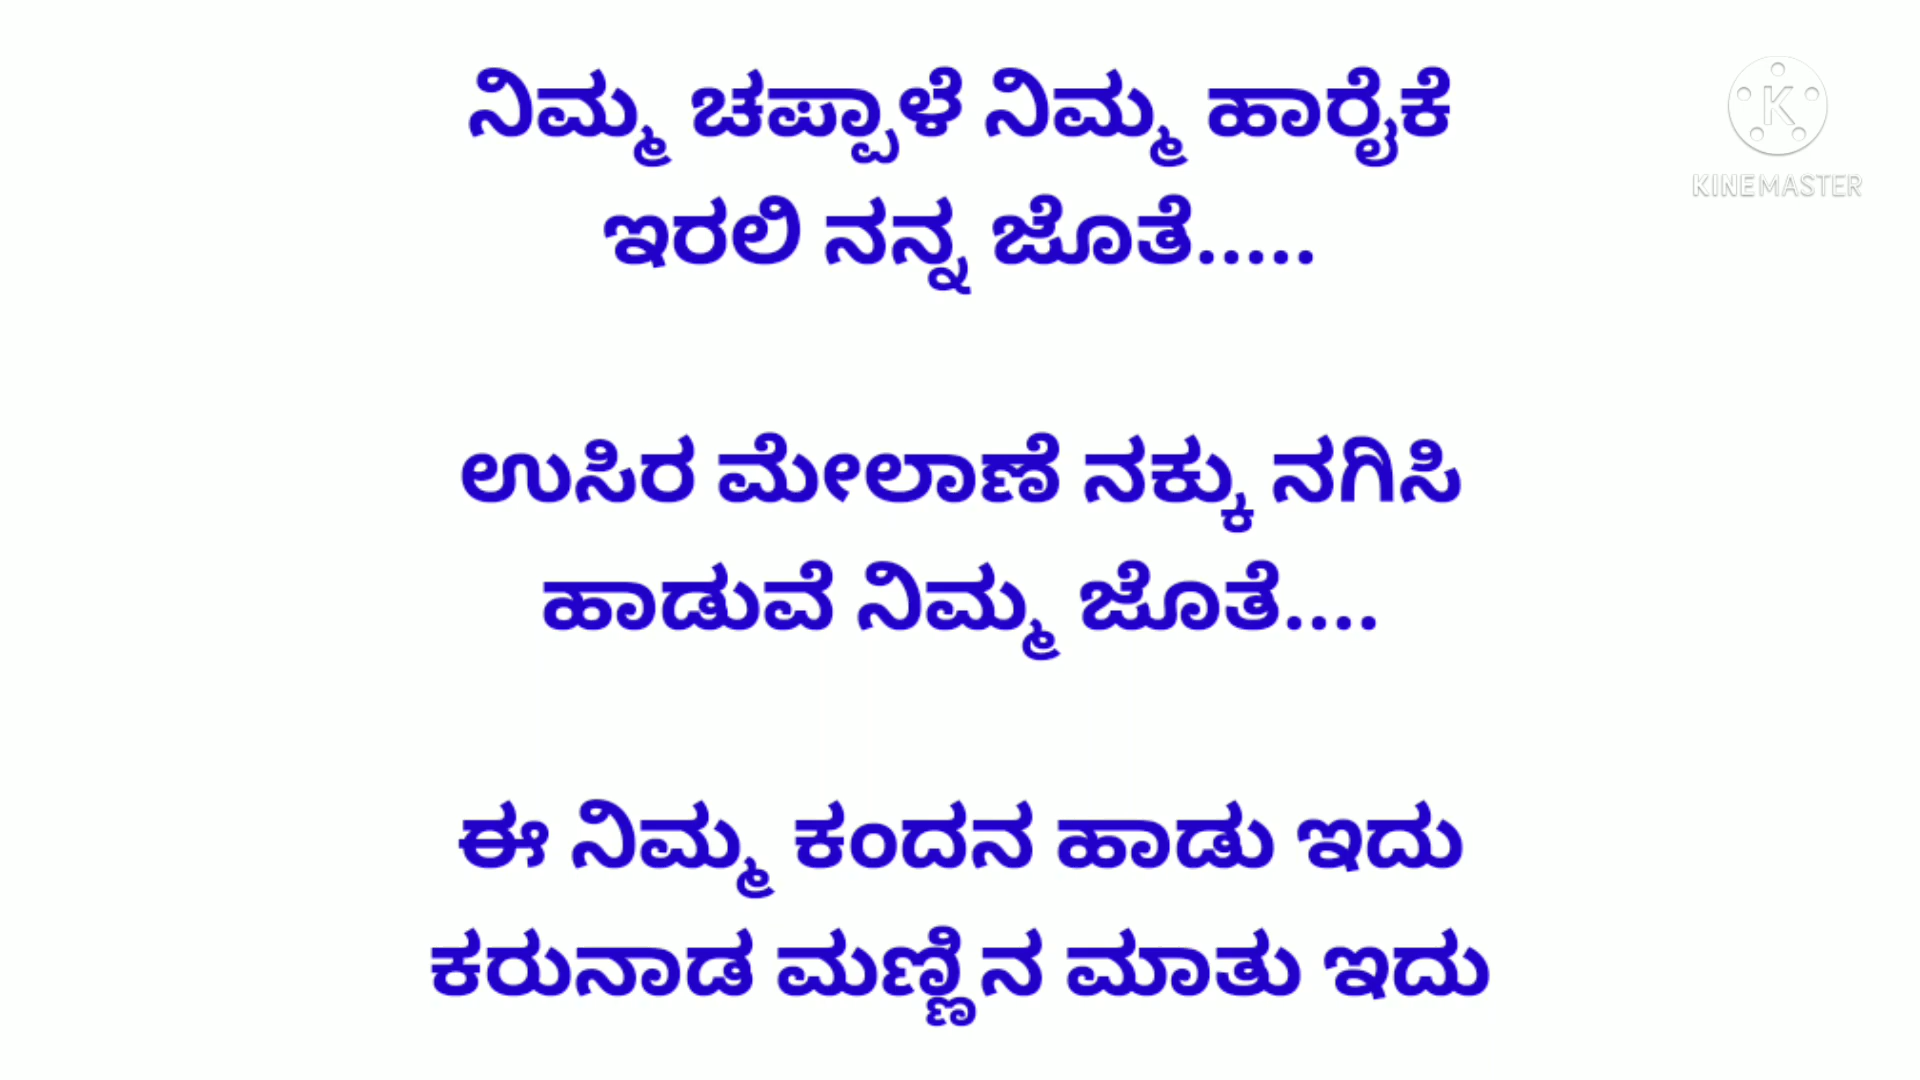 ನಿಮ್ಮ ಚಪ್ಪಾಳೆ ನಿಮ್ಮ ಹಾರೈಕೆ
ಇರಲಿ ನನ್ನ ಜೊತೆ.....
ಉಸಿರ ಮೇಲಾಣೆ ನಕ್ಕು ನಗಿಸಿ
ಹಾಡುವೆ ನಿಮ್ಮ ಜೊತೆ....
ಈ ನಿಮ್ಮ ಕಂದನ ಹಾಡು ಇದು
ಕರುನಾಡ ಮಣ್ಣಿನ ಮಾತು ಇದು
K
KINEMASTER